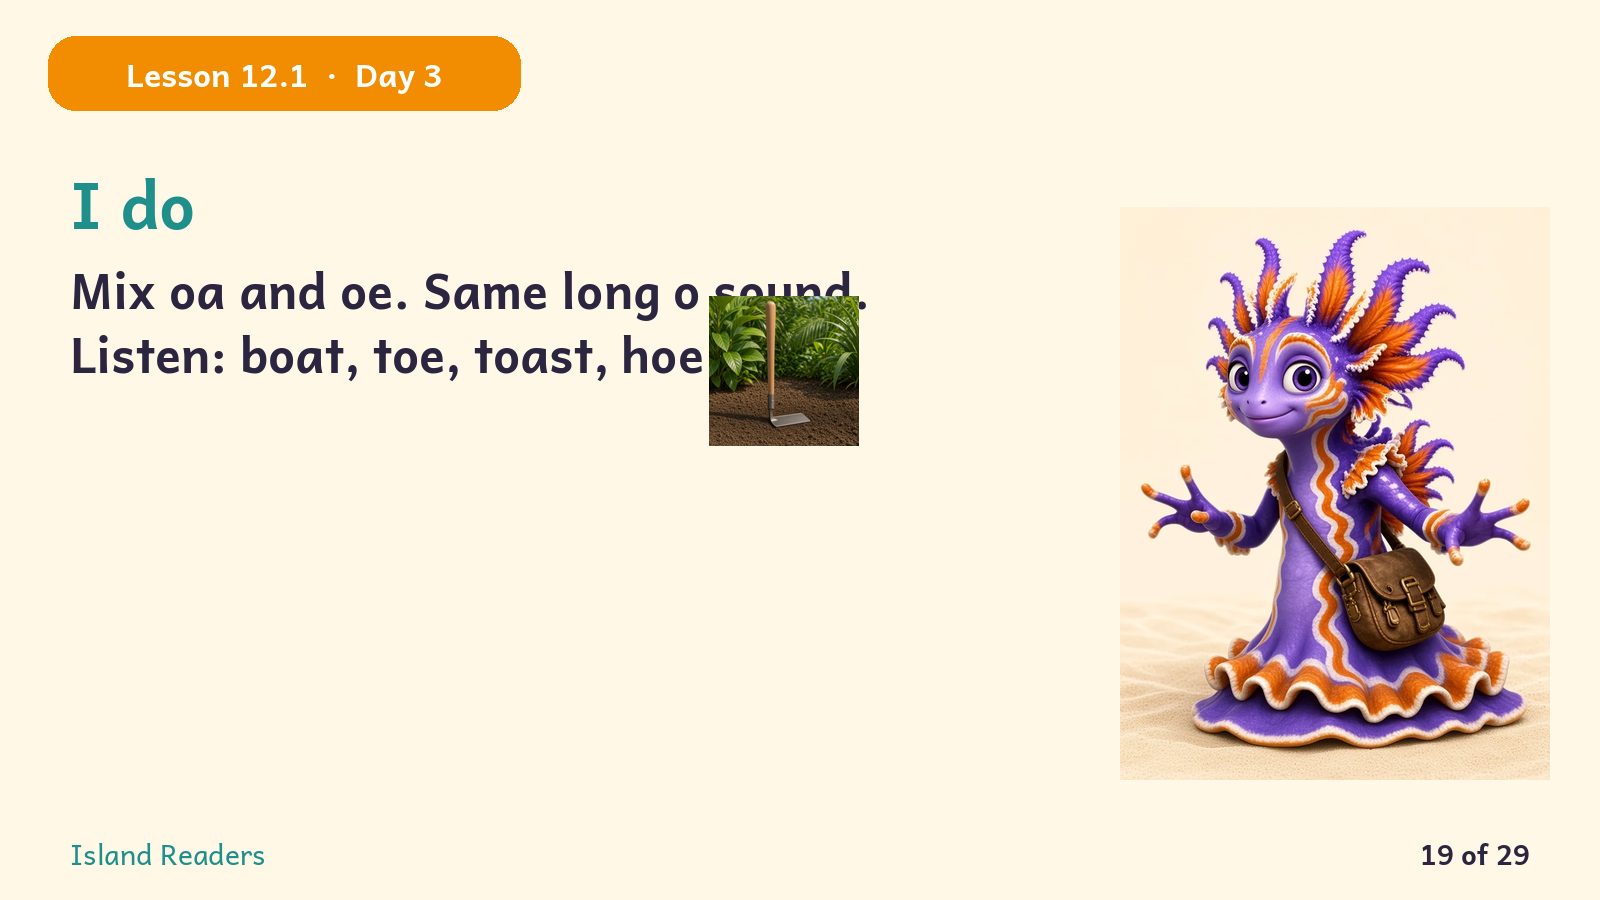 Lesson 12.1 · Day 3
I do
Mix oa and oe. Same long o sound.
Listen: boat, toe, toast, hoe
Island Readers
19 of 29